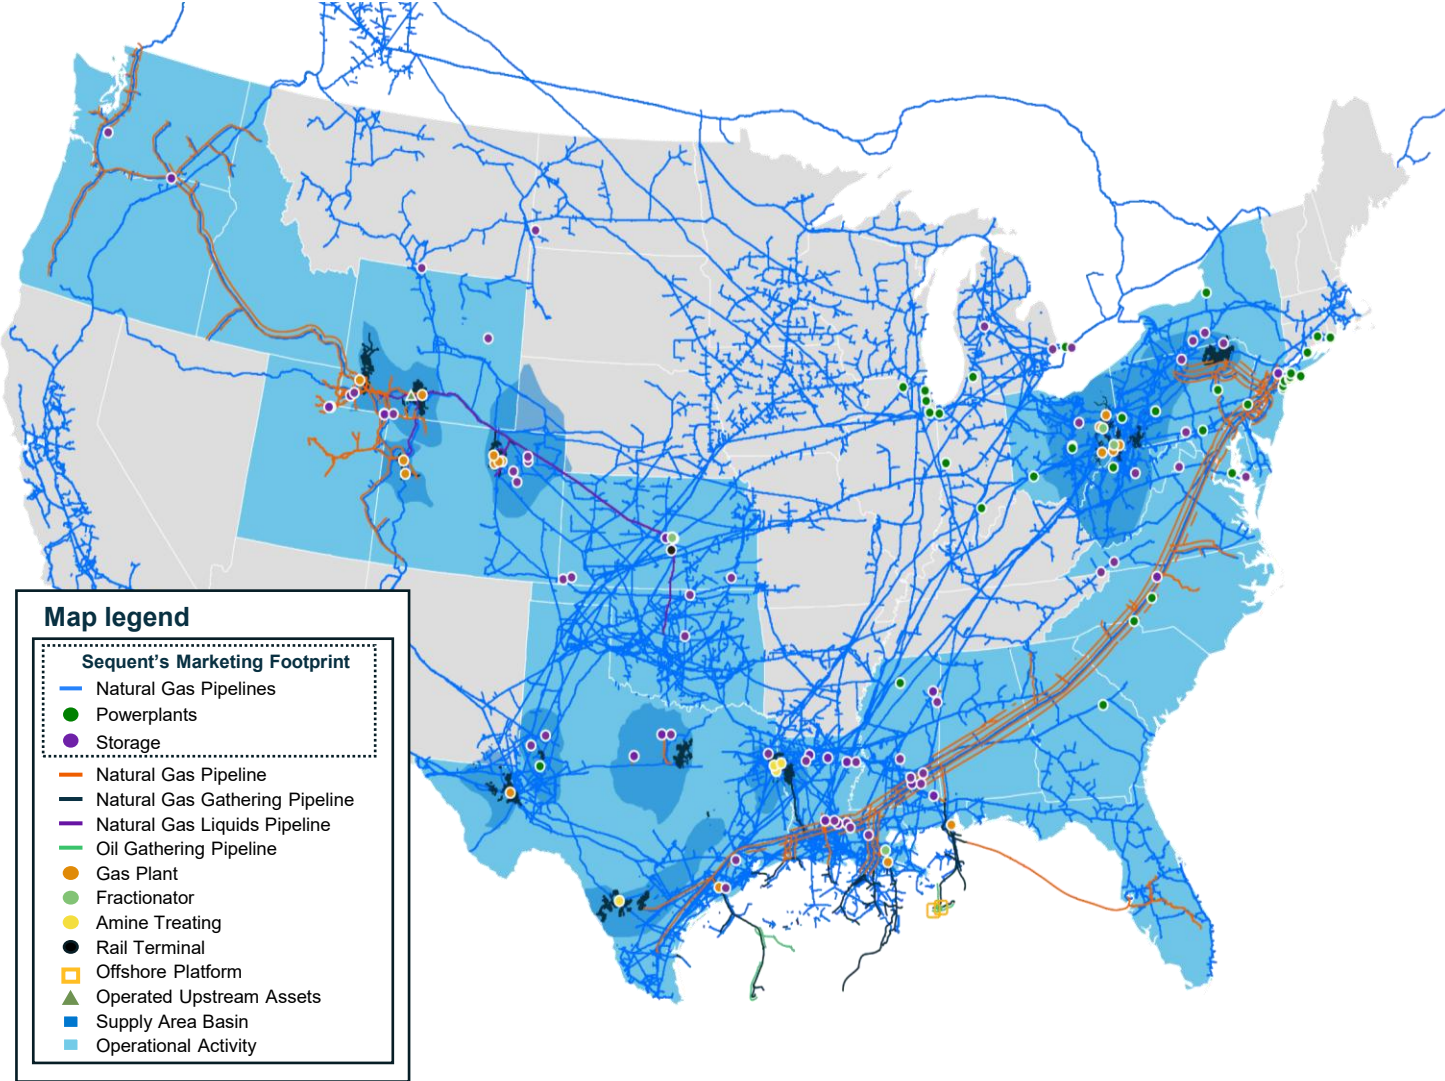 Map legend
Sequent's Marketing Footprint
Natural Gas Pipelines
Powerplants
Storage
Natural Gas Pipeline
Natural Gas Gathering Pipeline
Natural Gas Liquids Pipeline
Oil Gathering Pipeline
Gas Plant
Fractionator
Amine Treating
Rail Terminal
Offshore Platform
Operated Upstream Assets
Supply Area Basin
Operational Activity